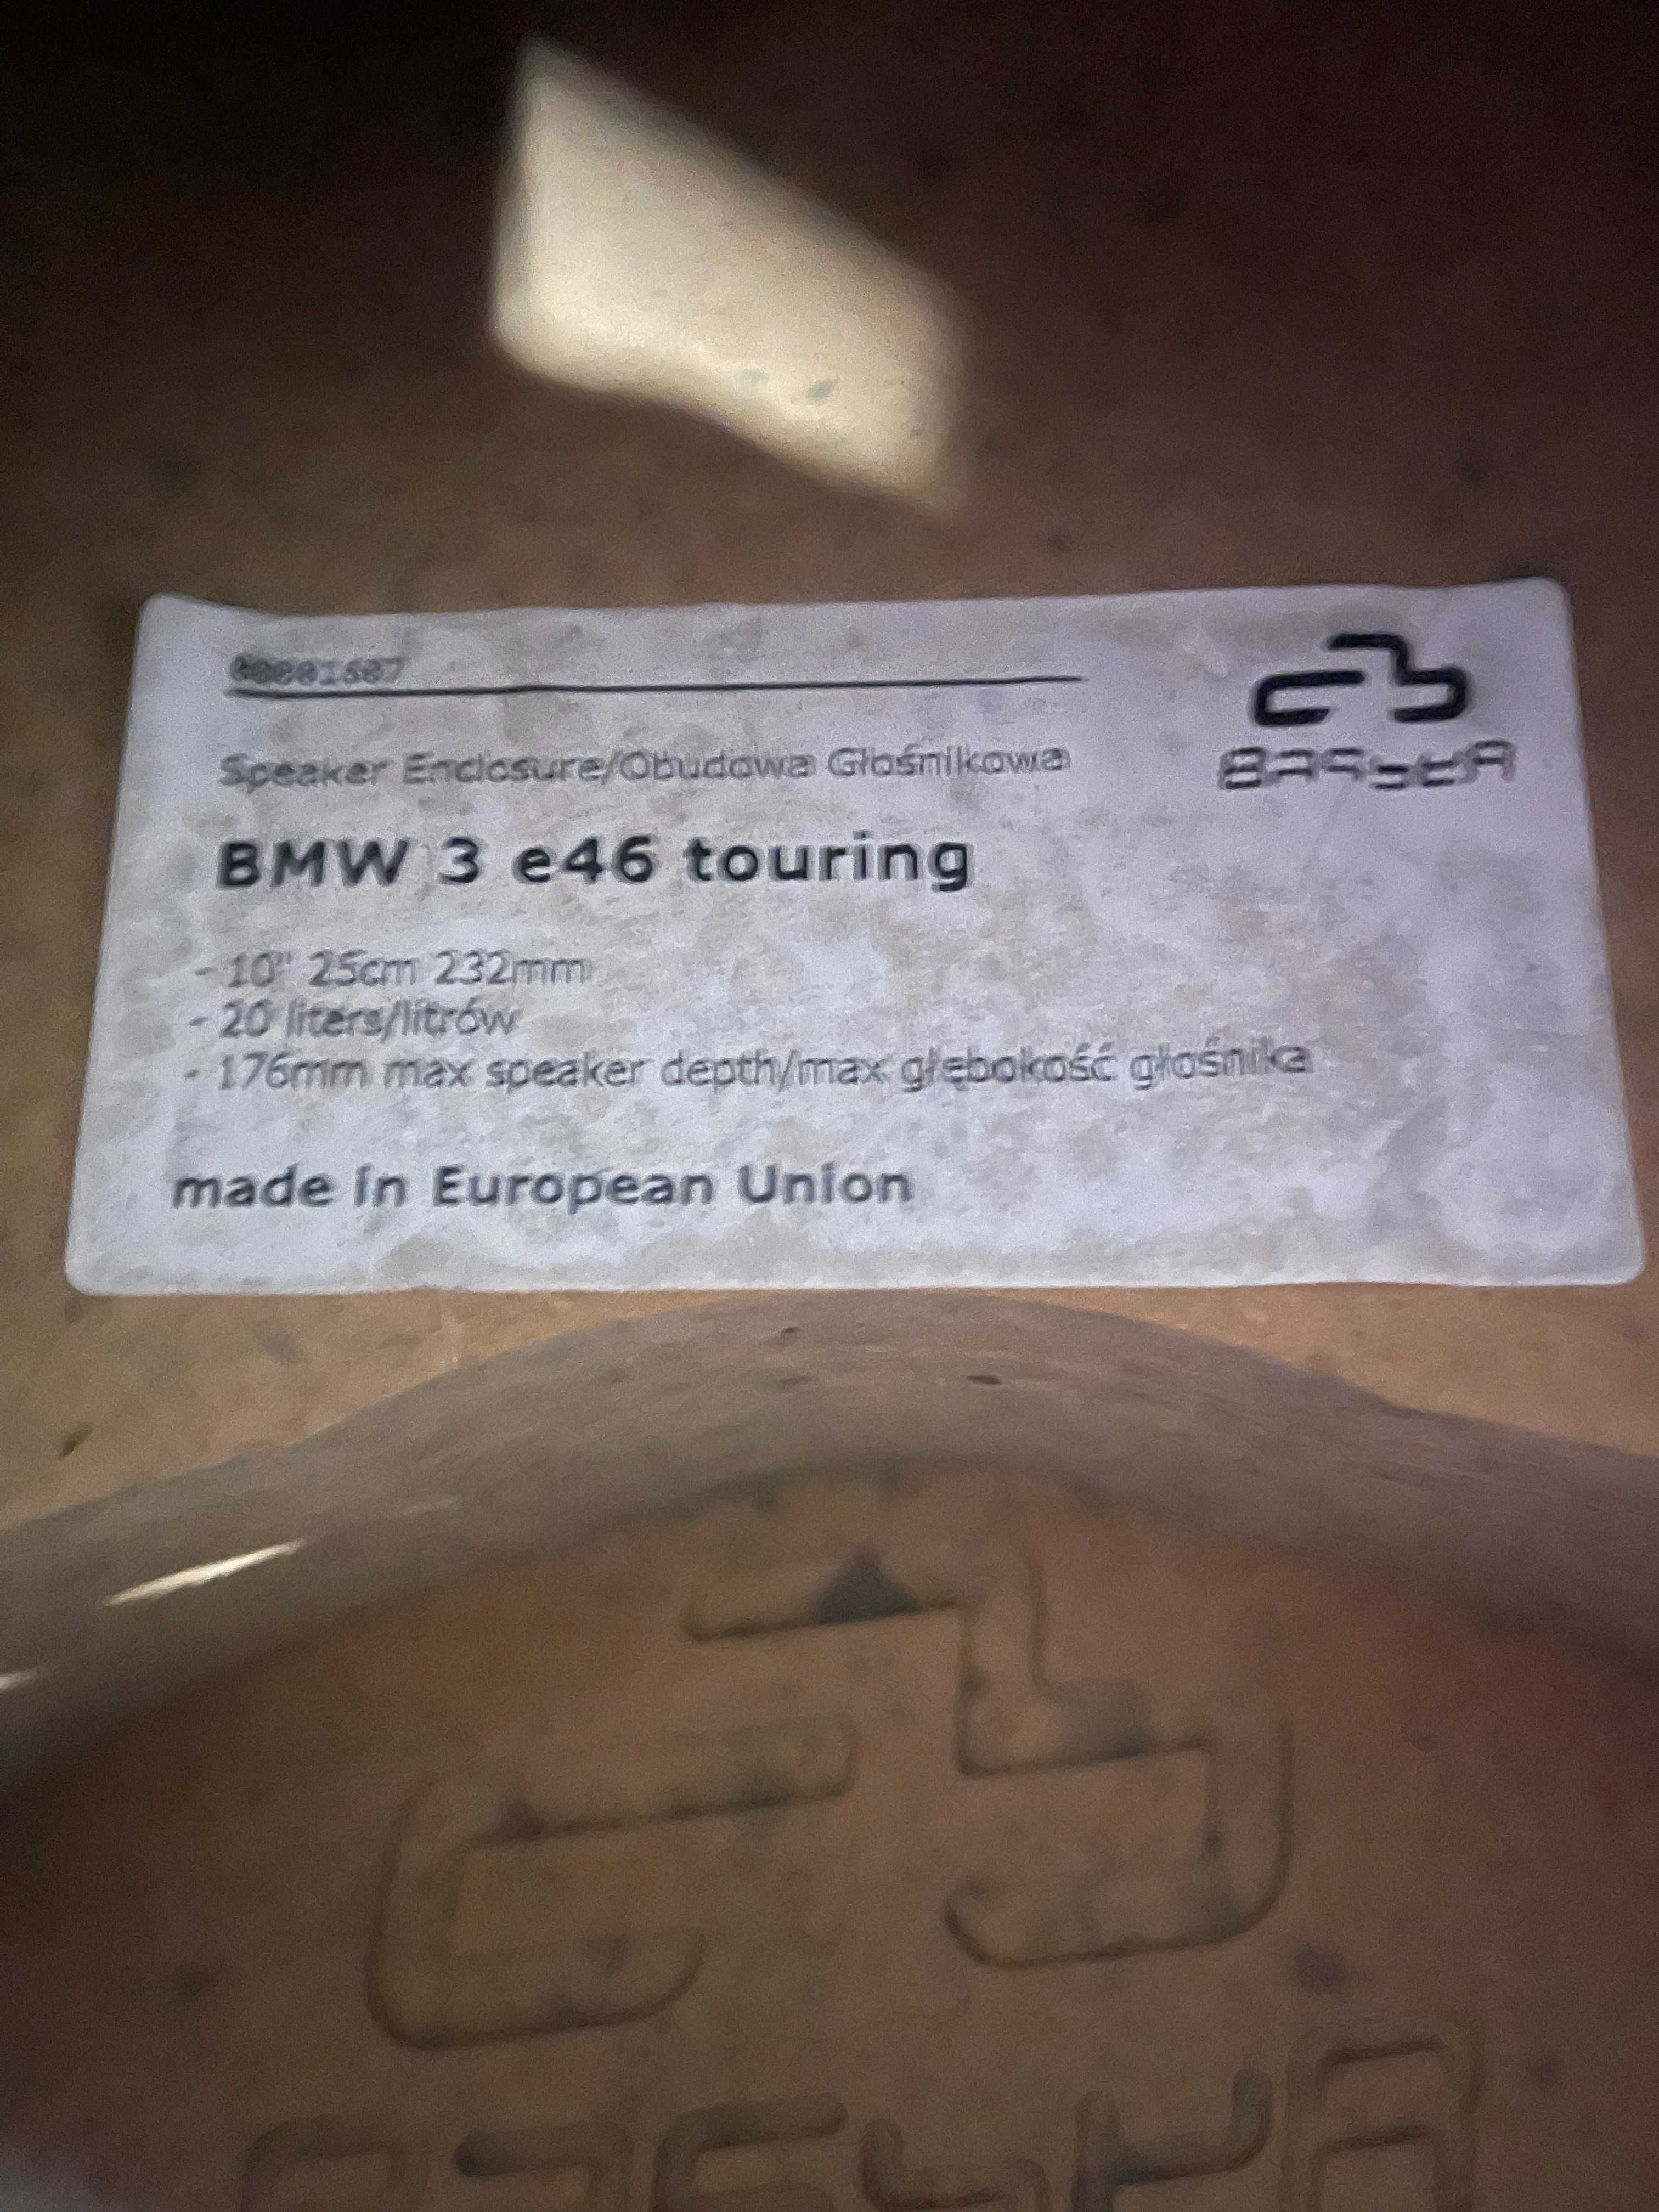 00001607
Speaker Enclosure/Obudowa Głośnikowa
BMW 3 e46 touring
- 10" 25cm 232mm
- 20 liters/litrów
- 176mm max speaker depth/max głębokość głośnika
made in European Union